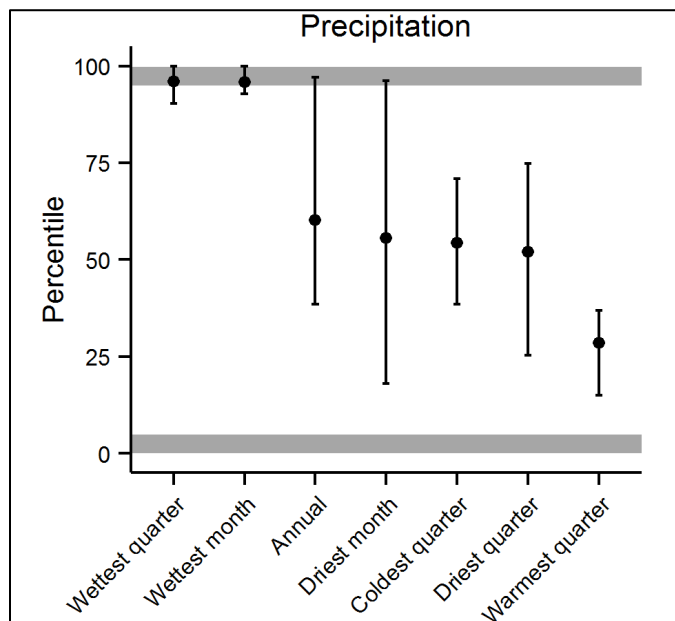 Precipitation
100
75
50
25
0
Percentile
Wettest quarter
Wettest month
Annual
Driest month
Coldest quarter
Driest quarter
Warmest quarter